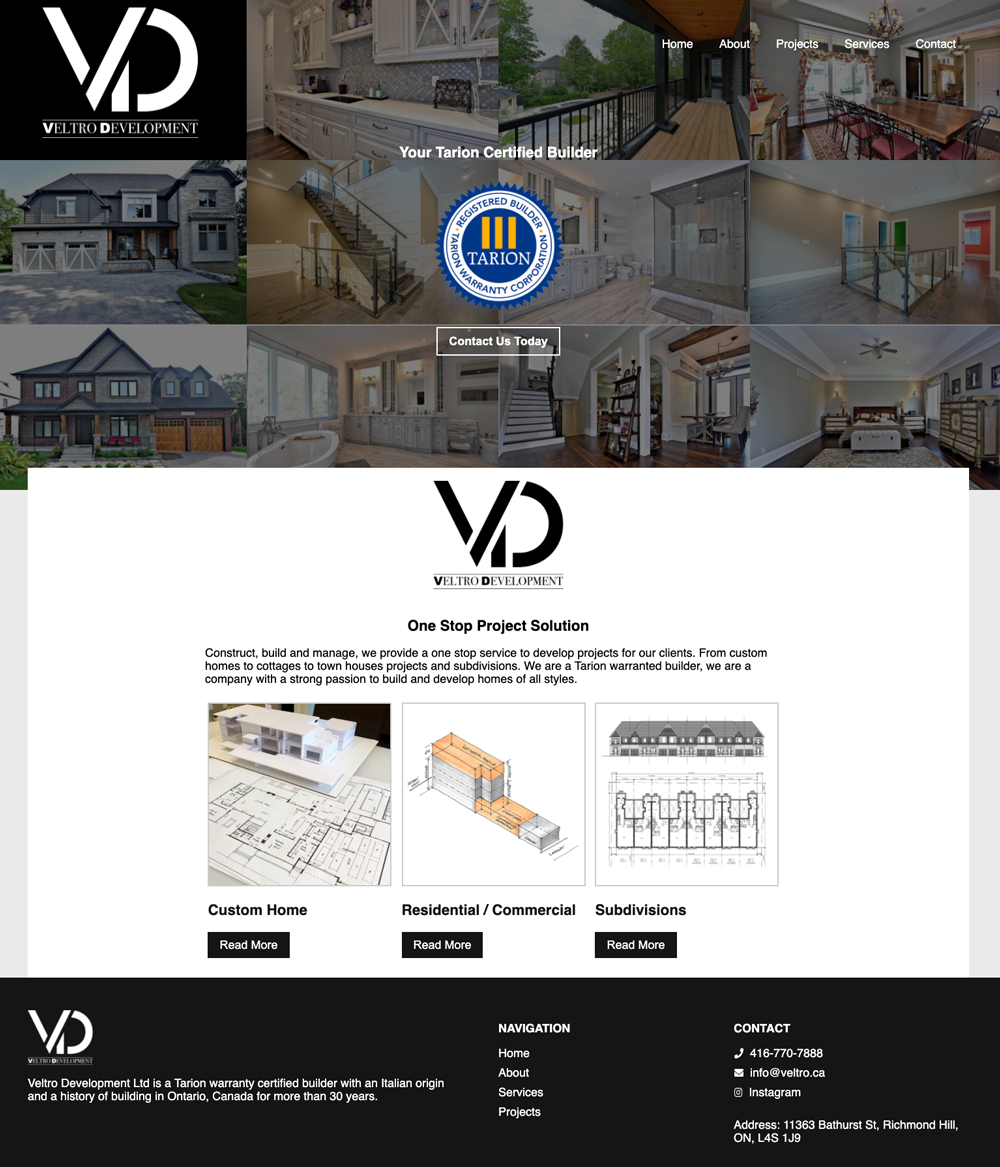 VD
VELTRO DEVELOPMENT
Home About Projects Services Contact
Your Tarion Certified Builder
REGISTERED BUILDER
TARION
TARION WARRANTY CORPORATION
Contact Us Today
VD
VELTRO DEVELOPMENT
One Stop Project Solution
Construct, build and manage, we provide a one stop service to develop projects for our clients. From custom
homes to cottages to town houses projects and subdivisions. We are a Tarion warranted builder, we are a
company with a strong passion to build and develop homes of all styles.
Custom Home
Residential / Commercial
Subdivisions
Read More
Read More
Read More
VD
VELTRO DEVELOPMENT
Veltro Development Ltd is a Tarion warranty certified builder with an Italian origin
and a history of building in Ontario, Canada for more than 30 years.
NAVIGATION
Home
About
Services
Projects
CONTACT
416-770-7888
info@veltro.ca
Instagram
Address: 11363 Bathurst St, Richmond Hill,
ON, L4S 1J9